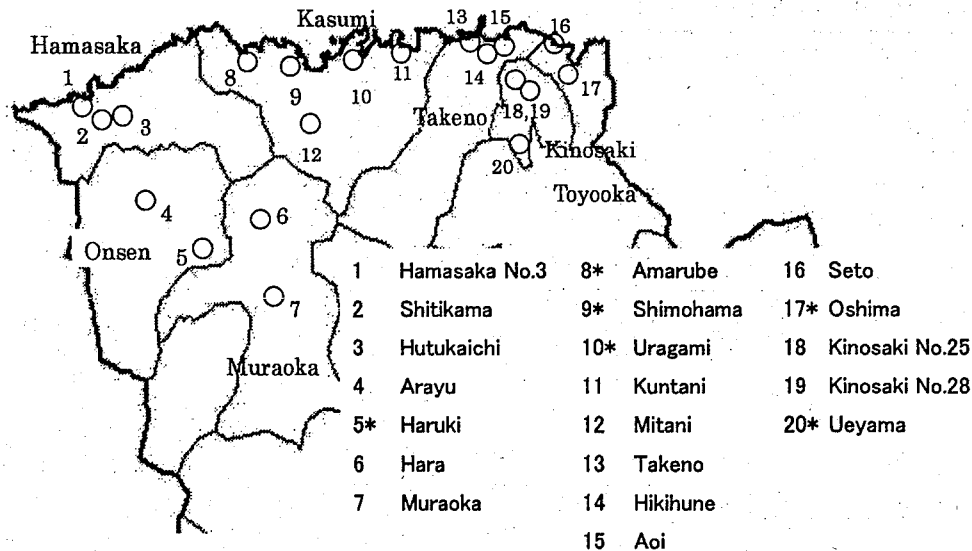 Kasumi
13 15 16
Hamasaka
1
2 3
8 9 10 11
14 17
Takeno 18,19
12
20 Kinosaki
Toyooka
4 6
Onsen 5
7
Muraoka
1 Hamasaka No.3 8* Amarube 16 Seto
2 Shitikama 9* Shimohama 17* Oshima
3 Hutukaichi 10* Uragami 18 Kinosaki No.25
4 Arayu 11 Kuntani 19 Kinosaki No.28
5* Haruki 12 Mitani 20* Ueyama
6 Hara 13 Takeno
7 Muraoka 14 Hikihune
15 Aoi